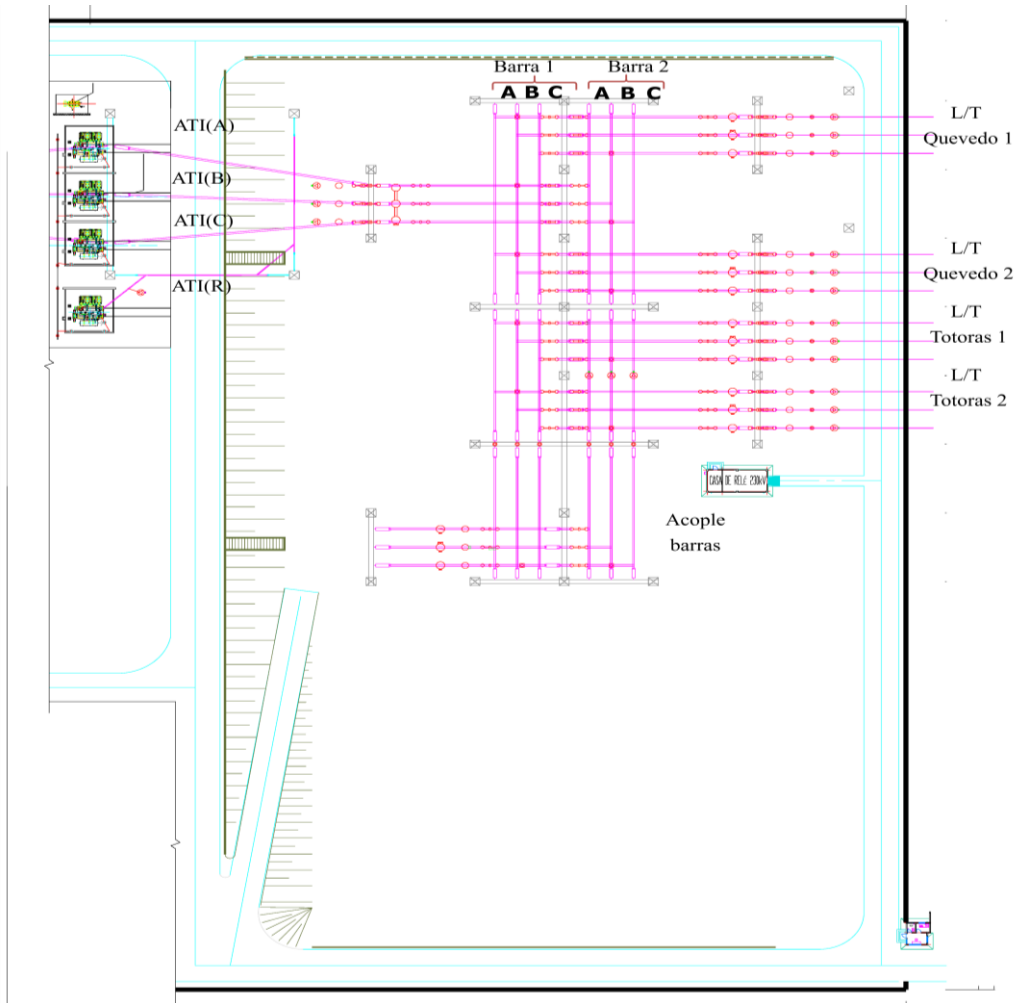 Barra 1
Barra 2
A B C
A B C
ATI(A)
ATI(B)
ATI(C)
ATI(R)
L/T
Quevedo 1
L/T
Quevedo 2
L/T
Totoras 1
L/T
Totoras 2
CASA DE RELE 230kV
Acople
barras